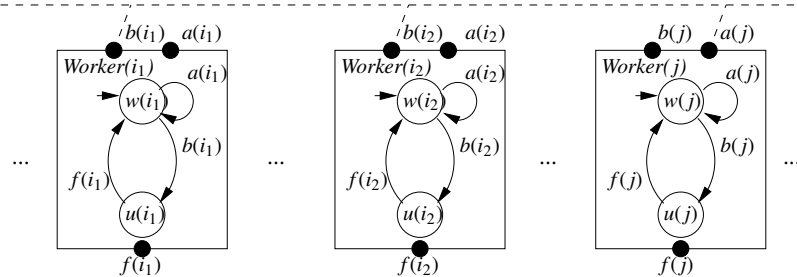 b(i₁) a(i₁) b(i₂) a(i₂) b(j) a(j)
Worker(i₁) a(i₁) Worker(i₂) a(i₂) Worker(j) a(j)
w(i₁) w(i₂) w(j)
b(i₁) b(i₂) b(j)
... ... ... ...
f(i₁) f(i₂) f(j)
u(i₁) u(i₂) u(j)
f(i₁) f(i₂) f(j)